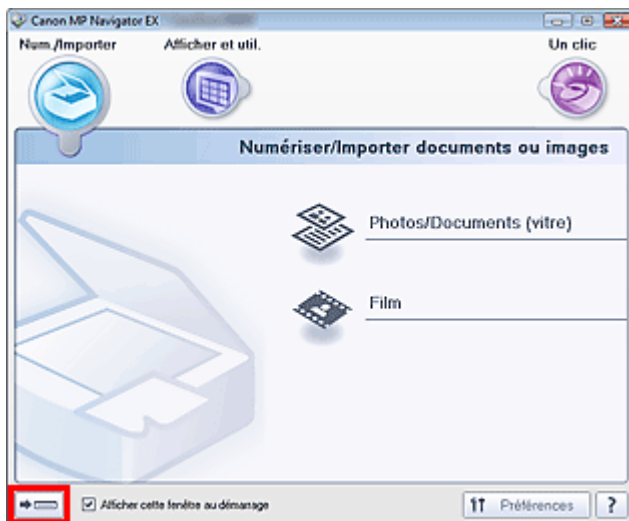 Canon MP Navigator EX
Num./Importer Afficher et util. Un clic
Numériser/Importer documents ou images
Photos/Documents (vitre)
Film
Afficher cette fenêtre au démarrage Préférences ?